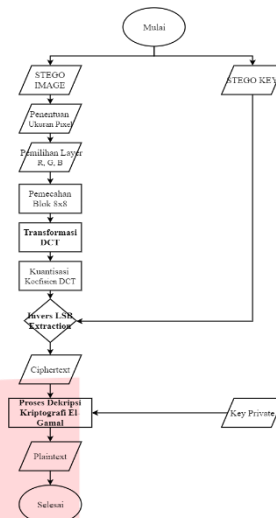 Mulai
STEGO
IMAGE
STEGO KEY
Penentuan
Ukuran Pixel
Pemilihan Layer
R, G, B
Pemecahan
Blok 8x8
Transformasi
DCT
Kuantisasi
Koefisien DCT
Invers LSB
Extraction
Ciphertext
Proses Dekripsi
Kriptografi El-
Gamal
Key Private
Plaintext
Selesai